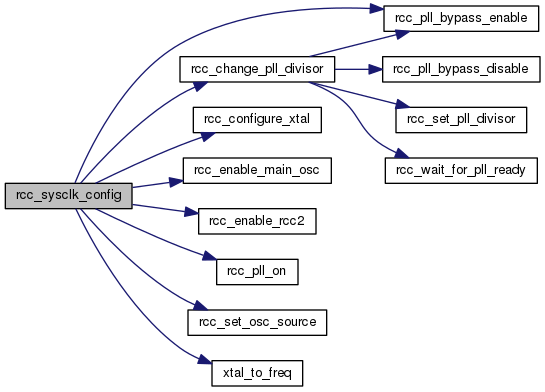 rcc_pll_bypass_enable
rcc_change_pll_divisor
rcc_pll_bypass_disable
rcc_configure_xtal
rcc_set_pll_divisor
rcc_enable_main_osc
rcc_wait_for_pll_ready
rcc_sysclk_config
rcc_enable_rcc2
rcc_pll_on
rcc_set_osc_source
xtal_to_freq